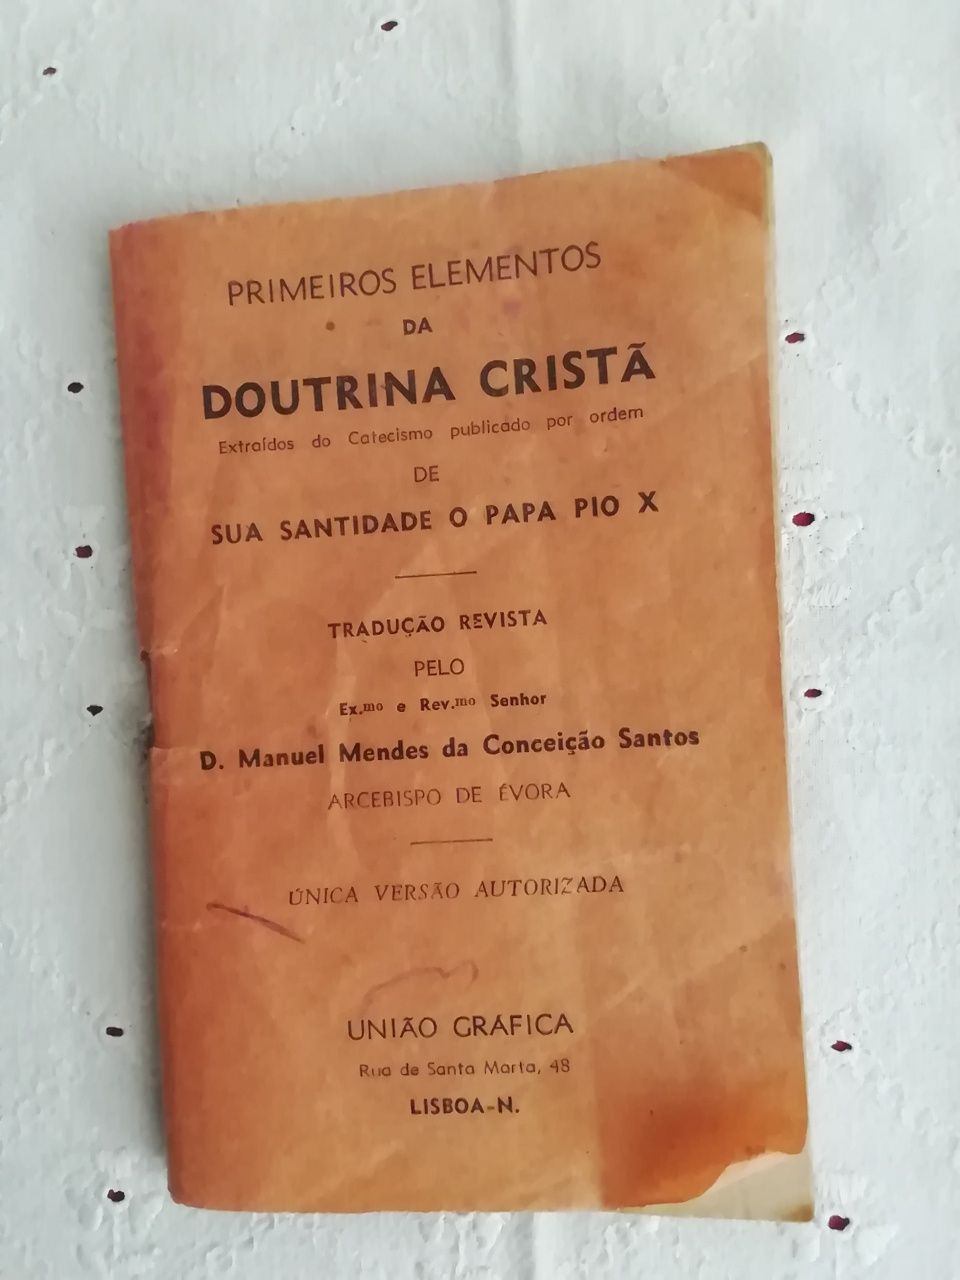 PRIMEIROS ELEMENTOS
DA
DOUTRINA CRISTÃ
Extraídos do Catecismo publicado por ordem
DE
SUA SANTIDADE O PAPA PIO X
TRADUÇÃO REVISTA
PELO
Ex.mo e Rev.mo Senhor
D. Manuel Mendes da Conceição Santos
ARCEBISPO DE ÉVORA
ÚNICA VERSÃO AUTORIZADA
UNIÃO GRÁFICA
Rua de Santa Marta, 48
LISBOA-N.